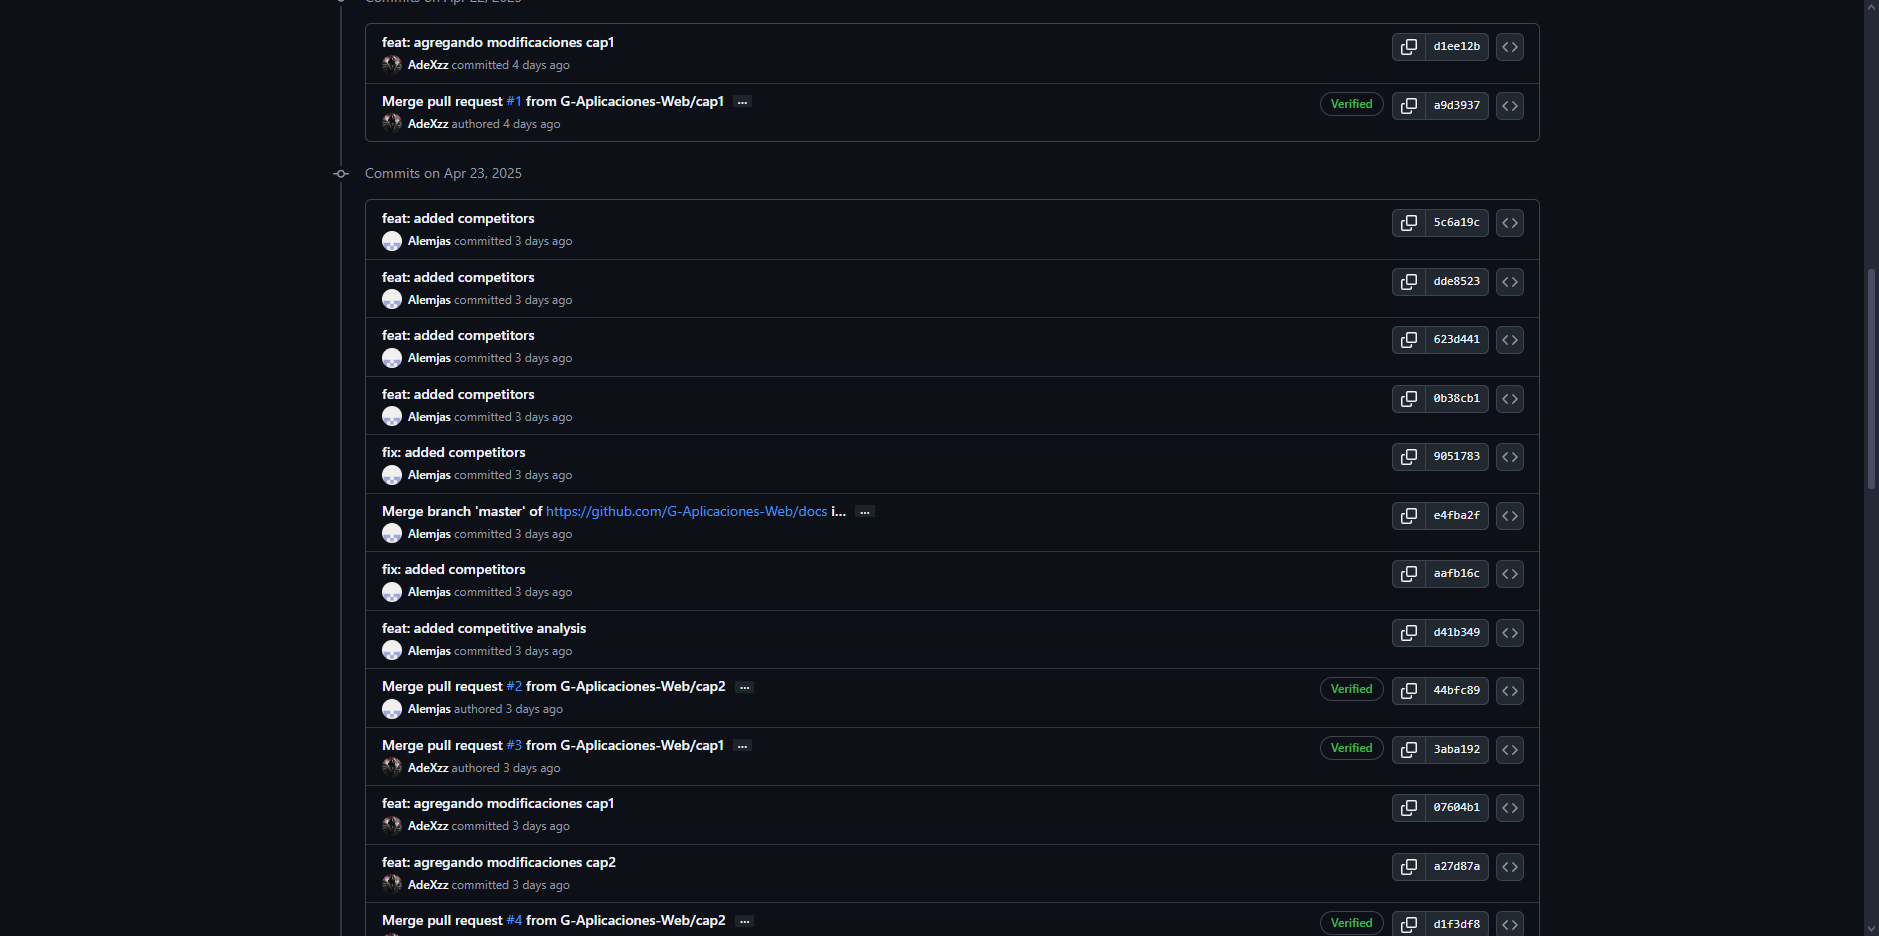 Commits on Apr 22, 2025
feat: agregando modificaciones cap1
d1ee12b
AdeXzz committed 4 days ago
Merge pull request #1 from G-Aplicaciones-Web/cap1 ...
Verified
a9d3937
AdeXzz authored 4 days ago
Commits on Apr 23, 2025
feat: added competitors
5c6a19c
Alemjas committed 3 days ago
feat: added competitors
dde8523
Alemjas committed 3 days ago
feat: added competitors
623d441
Alemjas committed 3 days ago
feat: added competitors
0b38cb1
Alemjas committed 3 days ago
fix: added competitors
9051783
Alemjas committed 3 days ago
Merge branch 'master' of https://github.com/G-Aplicaciones-Web/docs i... ...
e4fba2f
Alemjas committed 3 days ago
fix: added competitors
aafb16c
Alemjas committed 3 days ago
feat: added competitive analysis
d41b349
Alemjas committed 3 days ago
Merge pull request #2 from G-Aplicaciones-Web/cap2 ...
Verified
44bfc89
Alemjas authored 3 days ago
Merge pull request #3 from G-Aplicaciones-Web/cap1 ...
Verified
3aba192
AdeXzz authored 3 days ago
feat: agregando modificaciones cap1
07604b1
AdeXzz committed 3 days ago
feat: agregando modificaciones cap2
a27d87a
AdeXzz committed 3 days ago
Merge pull request #4 from G-Aplicaciones-Web/cap2 ...
Verified
d1f3df8